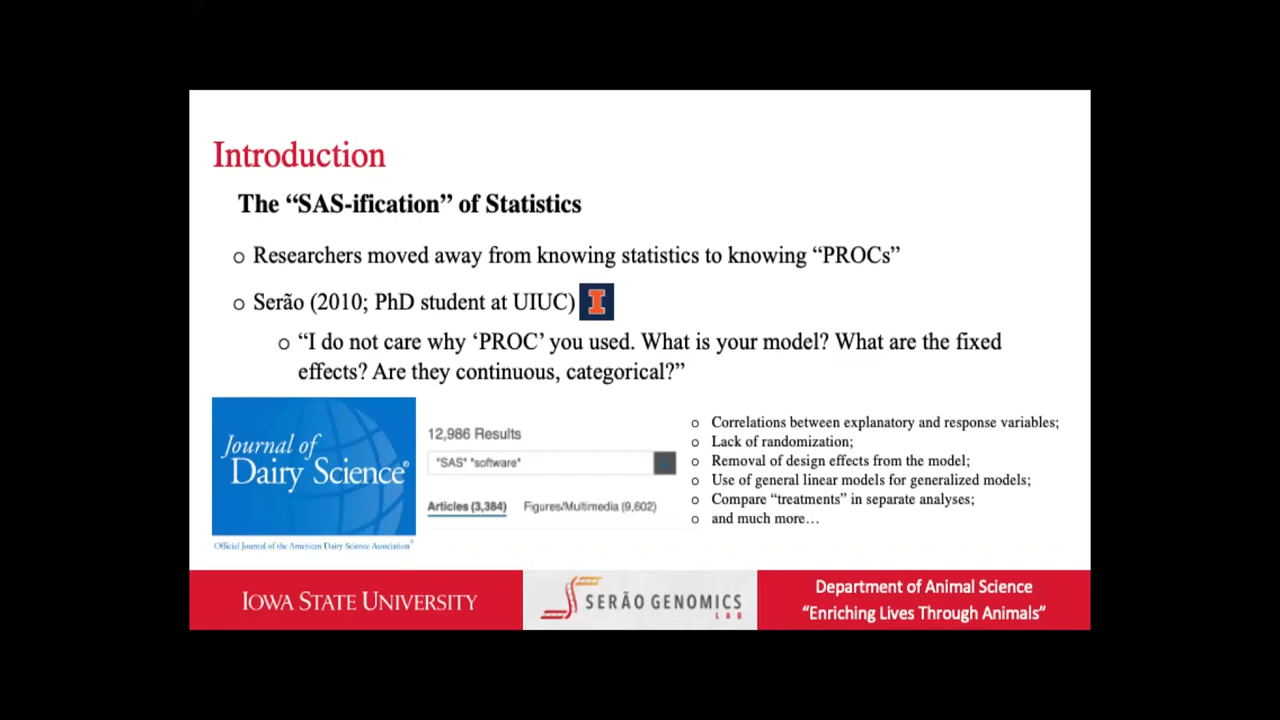 Introduction
The “SAS-ification” of Statistics
Researchers moved away from knowing statistics to knowing “PROCs”
Serão (2010; PhD student at UIUC)
“I do not care why ‘PROC’ you used. What is your model? What are the fixed
effects? Are they continuous, categorical?”
Journal of
Dairy Science®
Official Journal of the American Dairy Science Association®
12,986 Results
"SAS" "software"
Articles (3,384) Figures/Multimedia (9,602)
Correlations between explanatory and response variables;
Lack of randomization;
Removal of design effects from the model;
Use of general linear models for generalized models;
Compare “treatments” in separate analyses;
and much more…
IOWA STATE UNIVERSITY
SERÃO GENOMICS
LAB
Department of Animal Science
“Enriching Lives Through Animals”